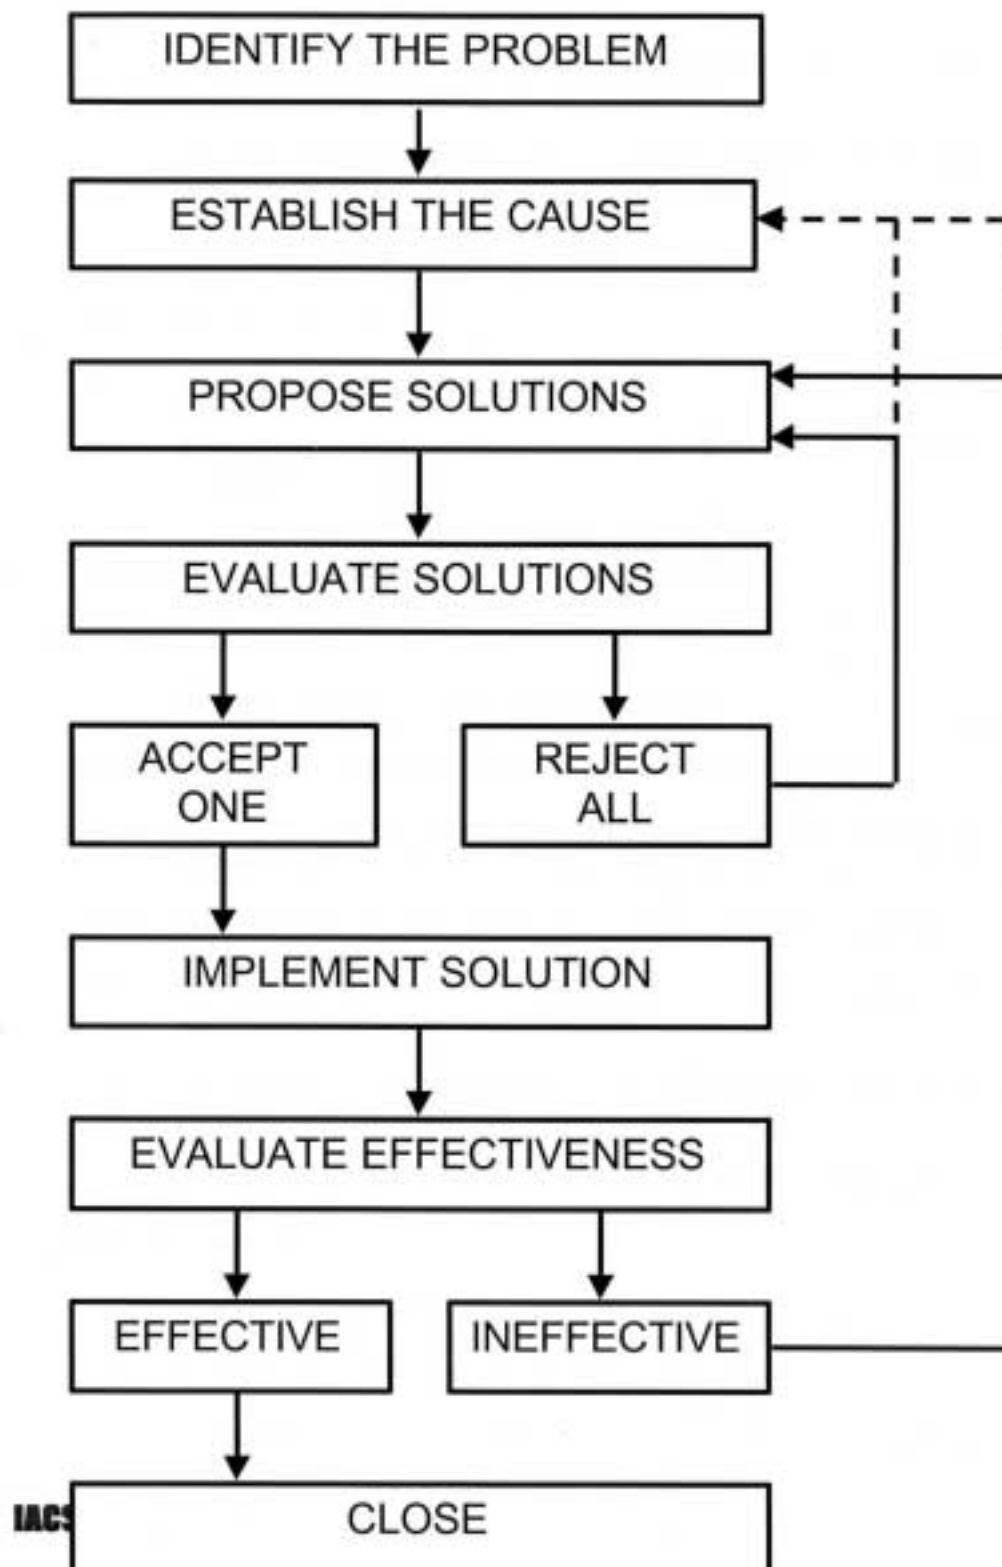 IDENTIFY THE PROBLEM
ESTABLISH THE CAUSE
PROPOSE SOLUTIONS
EVALUATE SOLUTIONS
ACCEPT
ONE
REJECT
ALL
IMPLEMENT SOLUTION
EVALUATE EFFECTIVENESS
EFFECTIVE
INEFFECTIVE
IACS
CLOSE